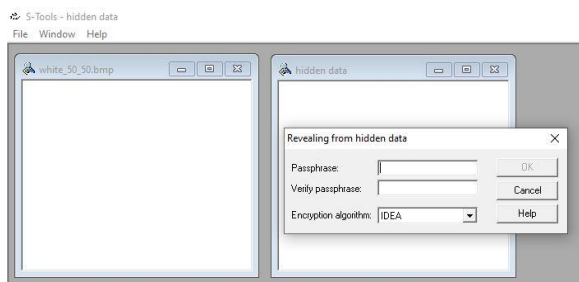 S-Tools - hidden data
File Window Help
white_50_50.bmp
hidden data
Revealing from hidden data
Passphrase:
OK
Verify passphrase:
Cancel
Encryption algorithm: IDEA
Help